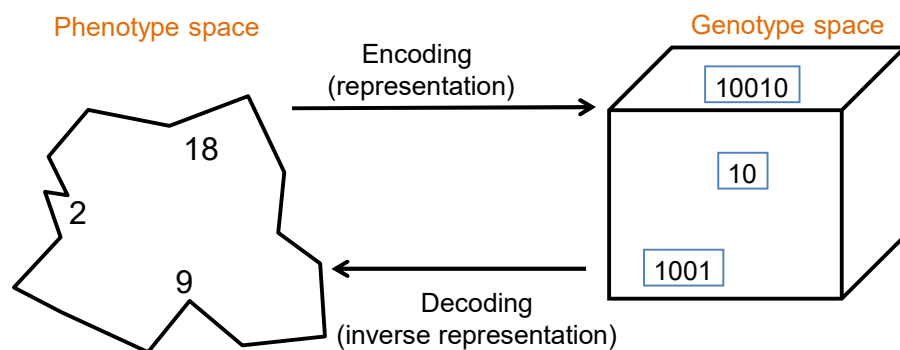 Phenotype space
Genotype space
Encoding
(representation)
10010
18
10
2
1001
9
Decoding
(inverse representation)